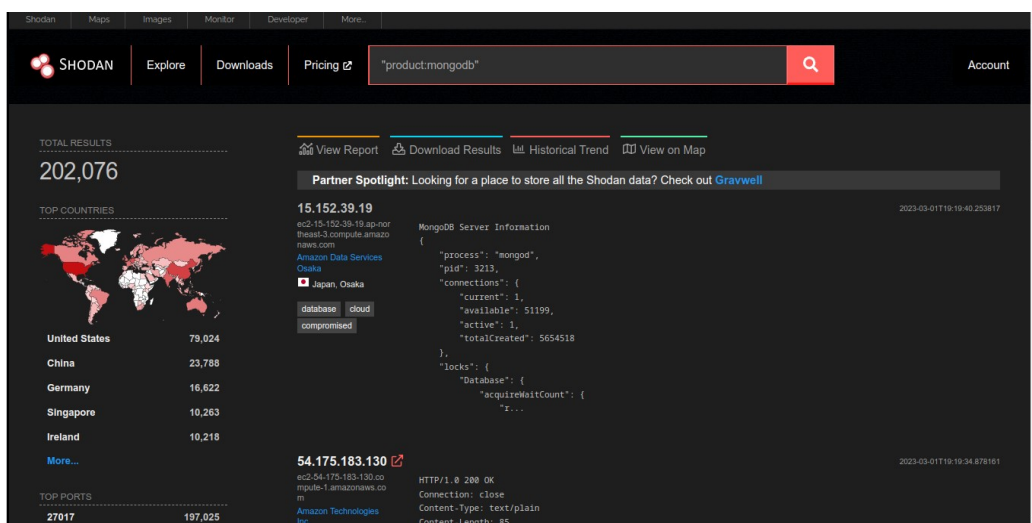 Shodan Maps Images Monitor Developer More...
SHODAN Explore Downloads Pricing "product:mongodb" Account
TOTAL RESULTS
202,076
TOP COUNTRIES
United States 79,024
China 23,788
Germany 16,622
Singapore 10,263
Ireland 10,218
More...
TOP PORTS
27017 197,025
View Report Download Results Historical Trend View on Map
Partner Spotlight: Looking for a place to store all the Shodan data? Check out Gravwell
15.152.39.19
2023-03-01T19:19:40.253817
ec2-15-152-39-19.ap-nor
theast-3.compute.amazo
naws.com
Amazon Data Services
Osaka
Japan, Osaka
database cloud
compromised
MongoDB Server Information
{
"process": "mongod",
"pid": 3213,
"connections": {
"current": 1,
"available": 51199,
"active": 1,
"totalCreated": 5654518
},
"locks": {
"Database": {
"acquireWaitCount": {
"r...
54.175.183.130
2023-03-01T19:19:34.878161
ec2-54-175-183-130.co
mpute-1.amazonaws.co
m
Amazon Technologies
Inc.
HTTP/1.0 200 OK
Connection: close
Content-Type: text/plain
Content-Length: 85